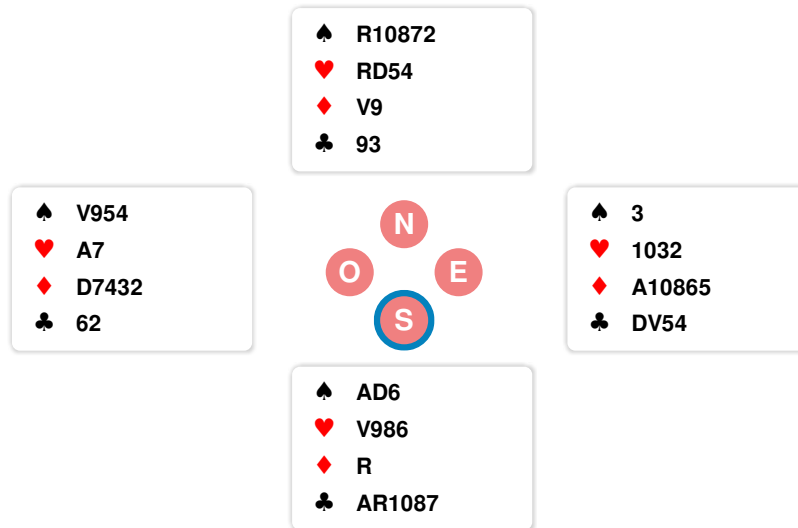 ♠ R10872
♥ RD54
♦ V9
♣ 93
♠ V954
♥ A7
♦ D7432
♣ 62
N
O E
S
♠ 3
♥ 1032
♦ A10865
♣ DV54
♠ AD6
♥ V986
♦ R
♣ AR1087